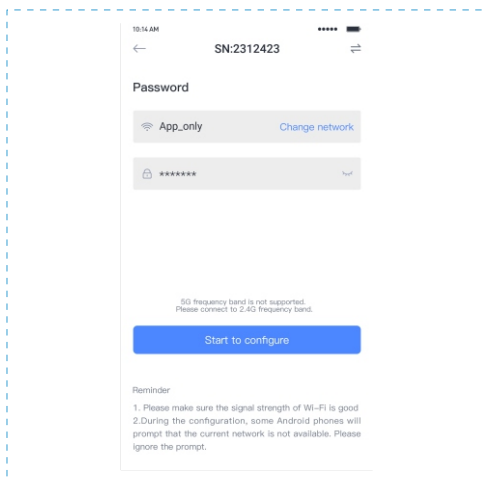 10:14 AM
SN:2312423
Password
App_only Change network
*******
5G frequency band is not supported.
Please connect to 2.4G frequency band.
Start to configure
Reminder
1. Please make sure the signal strength of Wi-Fi is good
2.During the configuration, some Android phones will
prompt that the current network is not available. Please
ignore the prompt.